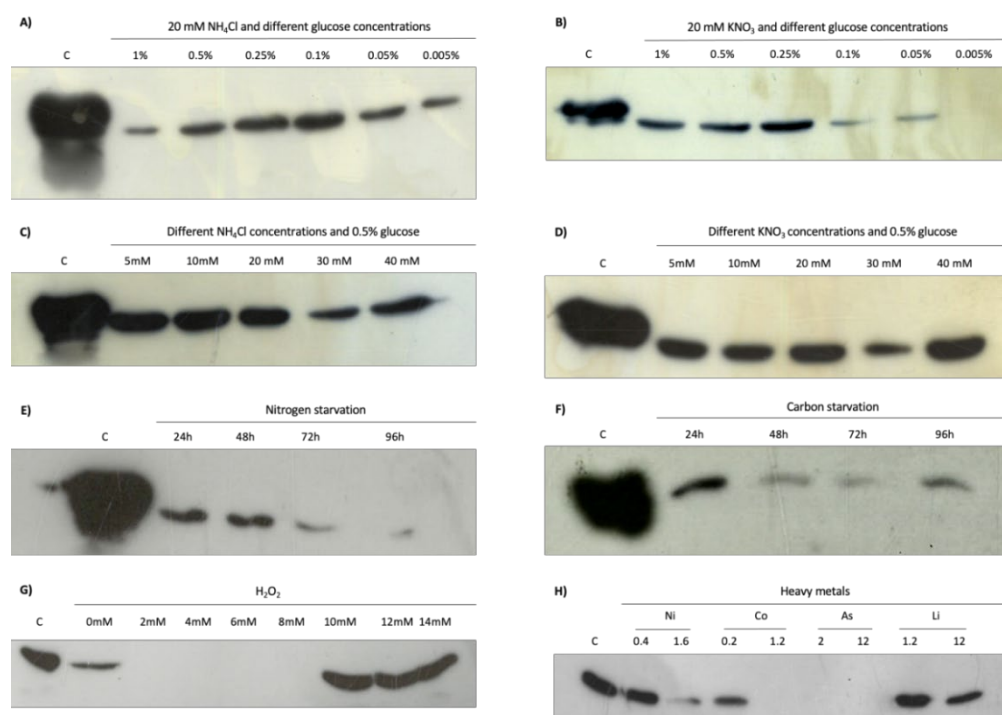 A) 20 mM NH₄Cl and different glucose concentrations
C 1% 0.5% 0.25% 0.1% 0.05% 0.005%
B) 20 mM KNO₃ and different glucose concentrations
C 1% 0.5% 0.25% 0.1% 0.05% 0.005%
C) Different NH₄Cl concentrations and 0.5% glucose
C 5mM 10mM 20 mM 30 mM 40 mM
D) Different KNO₃ concentrations and 0.5% glucose
C 5mM 10mM 20 mM 30 mM 40 mM
E) Nitrogen starvation
C 24h 48h 72h 96h
F) Carbon starvation
C 24h 48h 72h 96h
G) H₂O₂
C 0mM 2mM 4mM 6mM 8mM 10mM 12mM 14mM
H) Heavy metals
Ni Co As Li
C 0.4 1.6 0.2 1.2 2 12 1.2 12